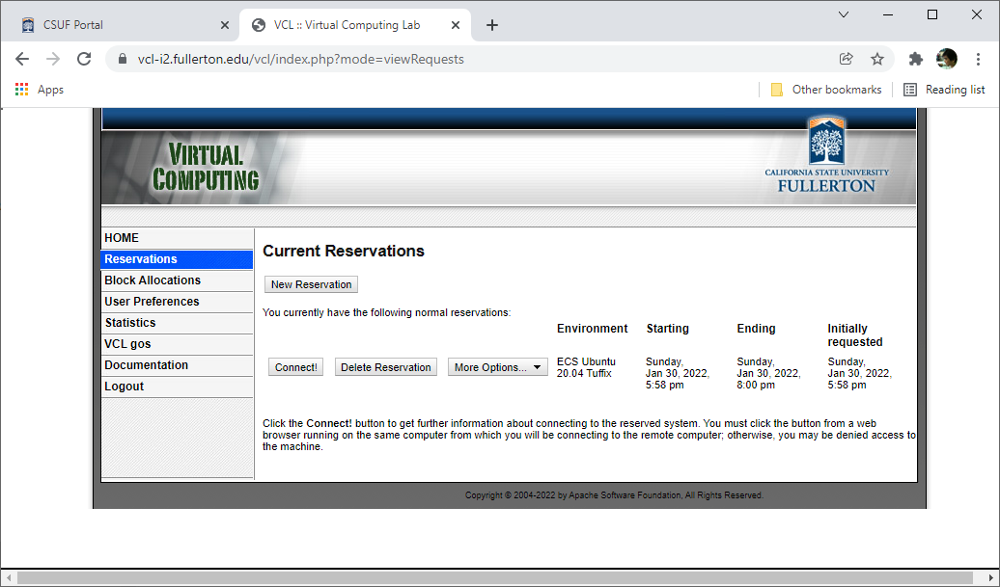 CSUF Portal
VCL :: Virtual Computing Lab
vcl-i2.fullerton.edu/vcl/index.php?mode=viewRequests
Apps
Other bookmarks
Reading list
VIRTUAL
COMPUTING
CALIFORNIA STATE UNIVERSITY
FULLERTON
HOME
Reservations
Block Allocations
User Preferences
Statistics
VCL gos
Documentation
Logout
Current Reservations
New Reservation
You currently have the following normal reservations:
Environment Starting Ending Initially
requested
Connect! Delete Reservation More Options...
ECS Ubuntu
20.04 Tuffix
Sunday,
Jan 30, 2022,
5:58 pm
Sunday,
Jan 30, 2022,
8:00 pm
Sunday,
Jan 30, 2022,
5:58 pm
Click the Connect! button to get further information about connecting to the reserved system. You must click the button from a web
browser running on the same computer from which you will be connecting to the remote computer; otherwise, you may be denied access to
the machine.
Copyright © 2004-2022 by Apache Software Foundation, All Rights Reserved.